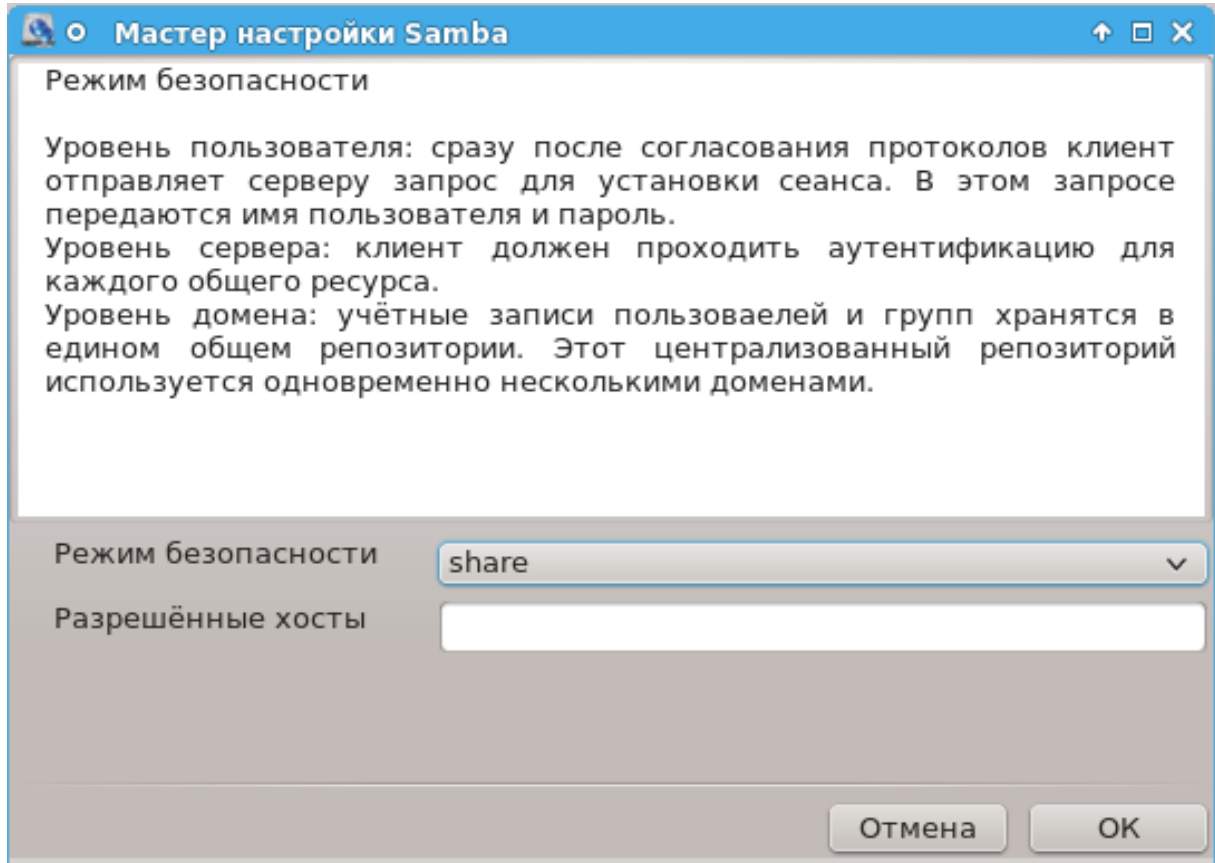 Мастер настройки Samba
Режим безопасности
Уровень пользователя: сразу после согласования протоколов клиент
отправляет серверу запрос для установки сеанса. В этом запросе
передаются имя пользователя и пароль.
Уровень сервера: клиент должен проходить аутентификацию для
каждого общего ресурса.
Уровень домена: учётные записи пользоваелей и групп хранятся в
едином общем репозитории. Этот централизованный репозиторий
используется одновременно несколькими доменами.
Режим безопасности
share
Разрешённые хосты
Отмена
OK